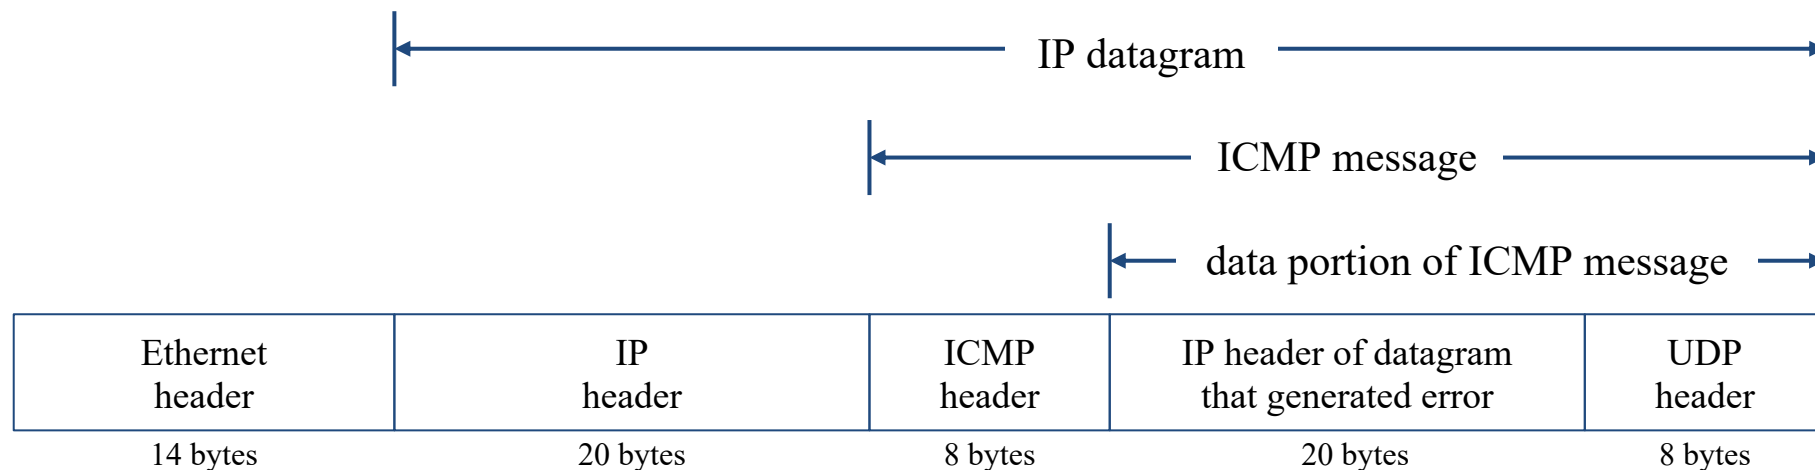 IP datagram
ICMP message
data portion of ICMP message
Ethernet
header
IP
header
ICMP
header
IP header of datagram
that generated error
UDP
header
14 bytes
20 bytes
8 bytes
20 bytes
8 bytes